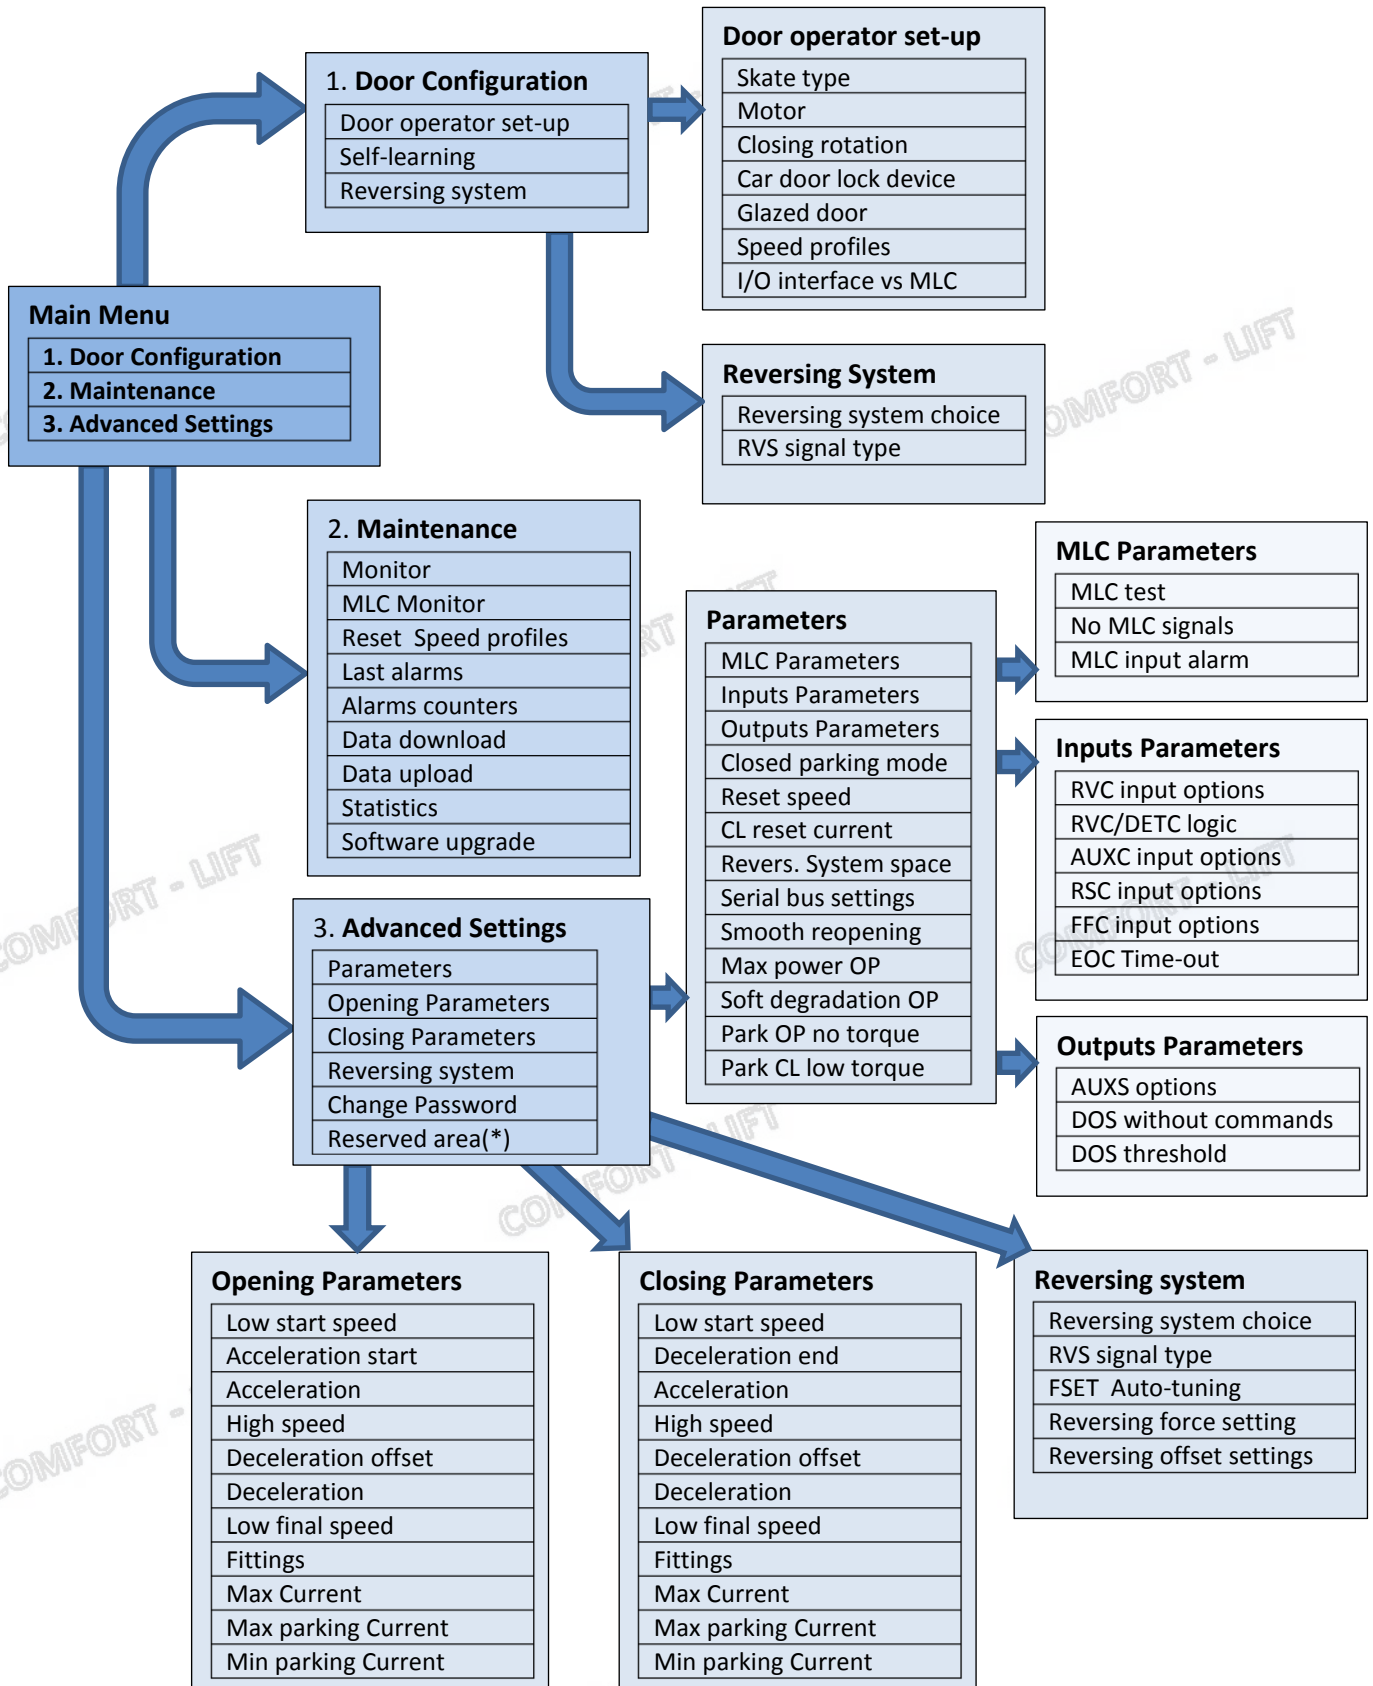 Door operator set-up
Skate type
Motor
Closing rotation
Car door lock device
Glazed door
Speed profiles
I/O interface vs MLC
1. Door Configuration
Door operator set-up
Self-learning
Reversing system
Main Menu
1. Door Configuration
2. Maintenance
3. Advanced Settings
Reversing System
Reversing system choice
RVS signal type
COMFORT - LIFT
2. Maintenance
Monitor
MLC Monitor
Reset Speed profiles
Last alarms
Alarms counters
Data download
Data upload
Statistics
Software upgrade
Parameters
MLC Parameters
Inputs Parameters
Outputs Parameters
Closed parking mode
Reset speed
CL reset current
Revers. System space
Serial bus settings
Smooth reopening
Max power OP
Soft degradation OP
Park OP no torque
Park CL low torque
MLC Parameters
MLC test
No MLC signals
MLC input alarm
Inputs Parameters
RVC input options
RVC/DETC logic
AUXC input options
RSC input options
FFC input options
EOC Time-out
COMFORT - LIFT
COMFORT - LIFT
Outputs Parameters
AUXS options
DOS without commands
DOS threshold
3. Advanced Settings
Parameters
Opening Parameters
Closing Parameters
Reversing system
Change Password
Reserved area(*)
COMFORT - LIFT
Opening Parameters
Low start speed
Acceleration start
Acceleration
High speed
Deceleration offset
Deceleration
Low final speed
Fittings
Max Current
Max parking Current
Min parking Current
Closing Parameters
Low start speed
Deceleration end
Acceleration
High speed
Deceleration offset
Deceleration
Low final speed
Fittings
Max Current
Max parking Current
Min parking Current
Reversing system
Reversing system choice
RVS signal type
FSET Auto-tuning
Reversing force setting
Reversing offset settings
COMFORT -